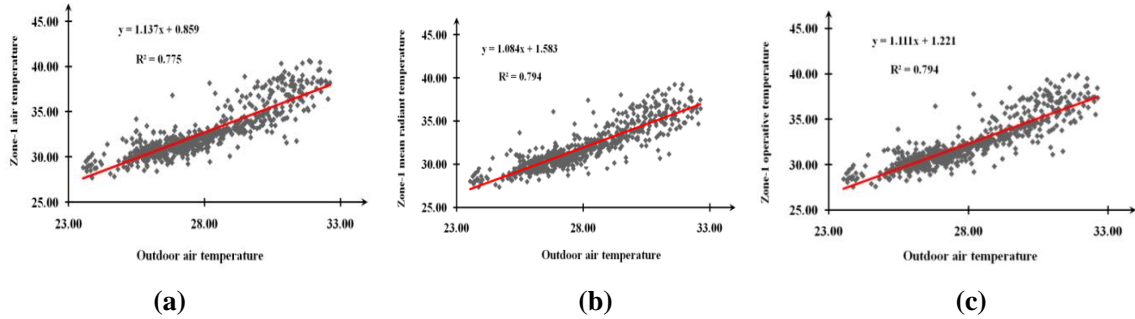 45.00
40.00
35.00
30.00
25.00
Zone-1 air temperature
y = 1.137x + 0.859
R² = 0.775
23.00 28.00 33.00
Outdoor air temperature
(a)
45.00
40.00
35.00
30.00
25.00
Zone-1 mean radiant temperature
y = 1.084x + 1.583
R² = 0.794
23.00 28.00 33.00
Outdoor air temperature
(b)
45.00
40.00
35.00
30.00
25.00
Zone-1 operative temperature
y = 1.111x + 1.221
R² = 0.794
23.00 28.00 33.00
Outdoor air temperature
(c)